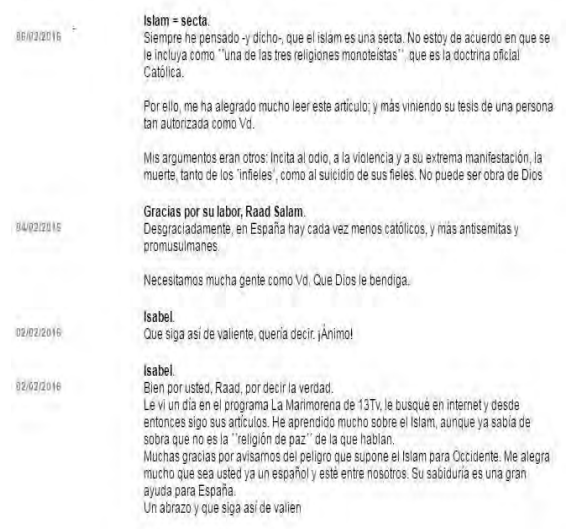 06/02/2016
Islam = secta.
Siempre he pensado -y dicho-, que el islam es una secta. No estoy de acuerdo en que se
le incluya como ``una de las tres religiones monoteístas``, que es la doctrina oficial
Católica.
Por ello, me ha alegrado mucho leer este artículo; y más viniendo su tesis de una persona
tan autorizada como Vd.
Mis argumentos eran otros: Incita al odio, a la violencia y a su extrema manifestación, la
muerte, tanto de los ´infieles´, como al suicidio de sus fieles. No puede ser obra de Dios
04/02/2016
Gracias por su labor, Raad Salam.
Desgraciadamente, en España hay cada vez menos católicos, y más antisemitas y
promusulmanes.
Necesitamos mucha gente como Vd. Que Dios le bendiga.
02/02/2016
Isabel.
Que siga así de valiente, quería decir. ¡Ánimo!
02/02/2016
Isabel.
Bien por usted, Raad, por decir la verdad.
Le vi un día en el programa La Marimorena de 13Tv, le busqué en internet y desde
entonces sigo sus artículos. He aprendido mucho sobre el Islam, aunque ya sabía de
sobra que no es la ``religión de paz`` de la que hablan.
Muchas gracias por avisarnos del peligro que supone el Islam para Occidente. Me alegra
mucho que sea usted ya un español y esté entre nosotros. Su sabiduría es una gran
ayuda para España.
Un abrazo y que siga así de valien